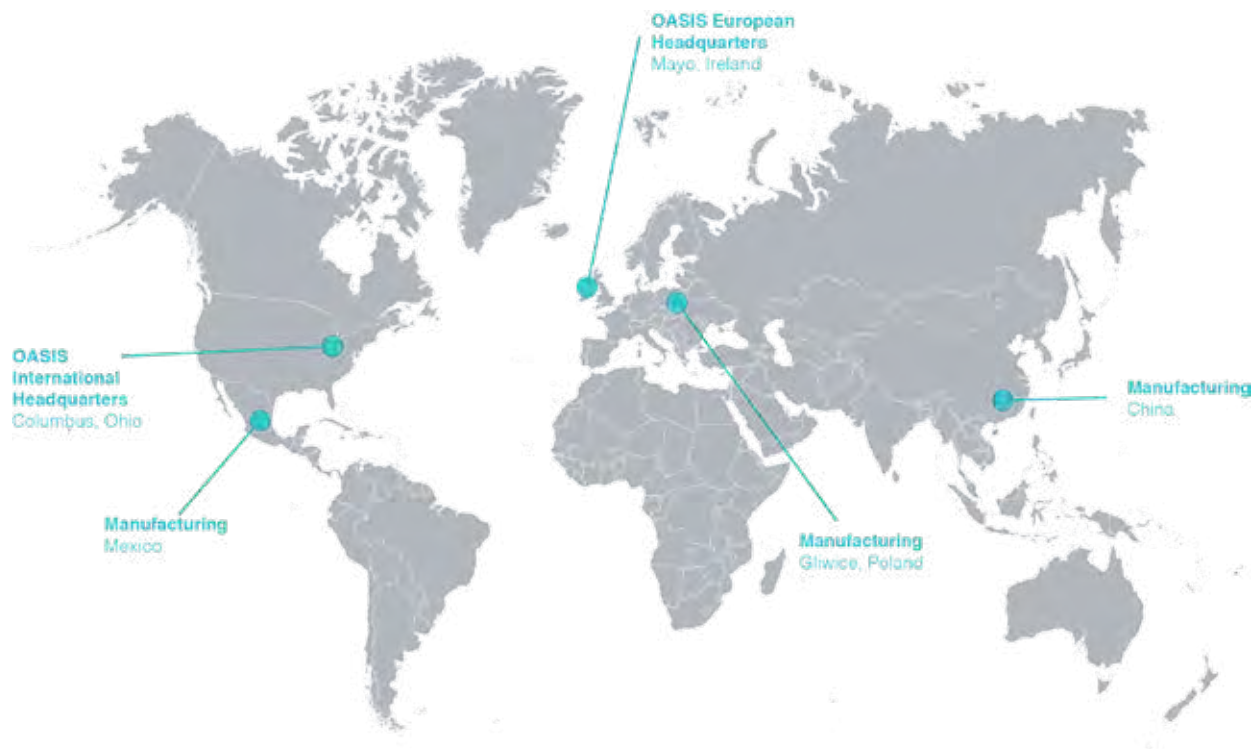 OASIS European
Headquarters
Mayo, Ireland
OASIS
International
Headquarters
Columbus, Ohio
Manufacturing
China
Manufacturing
Mexico
Manufacturing
Gliwice, Poland